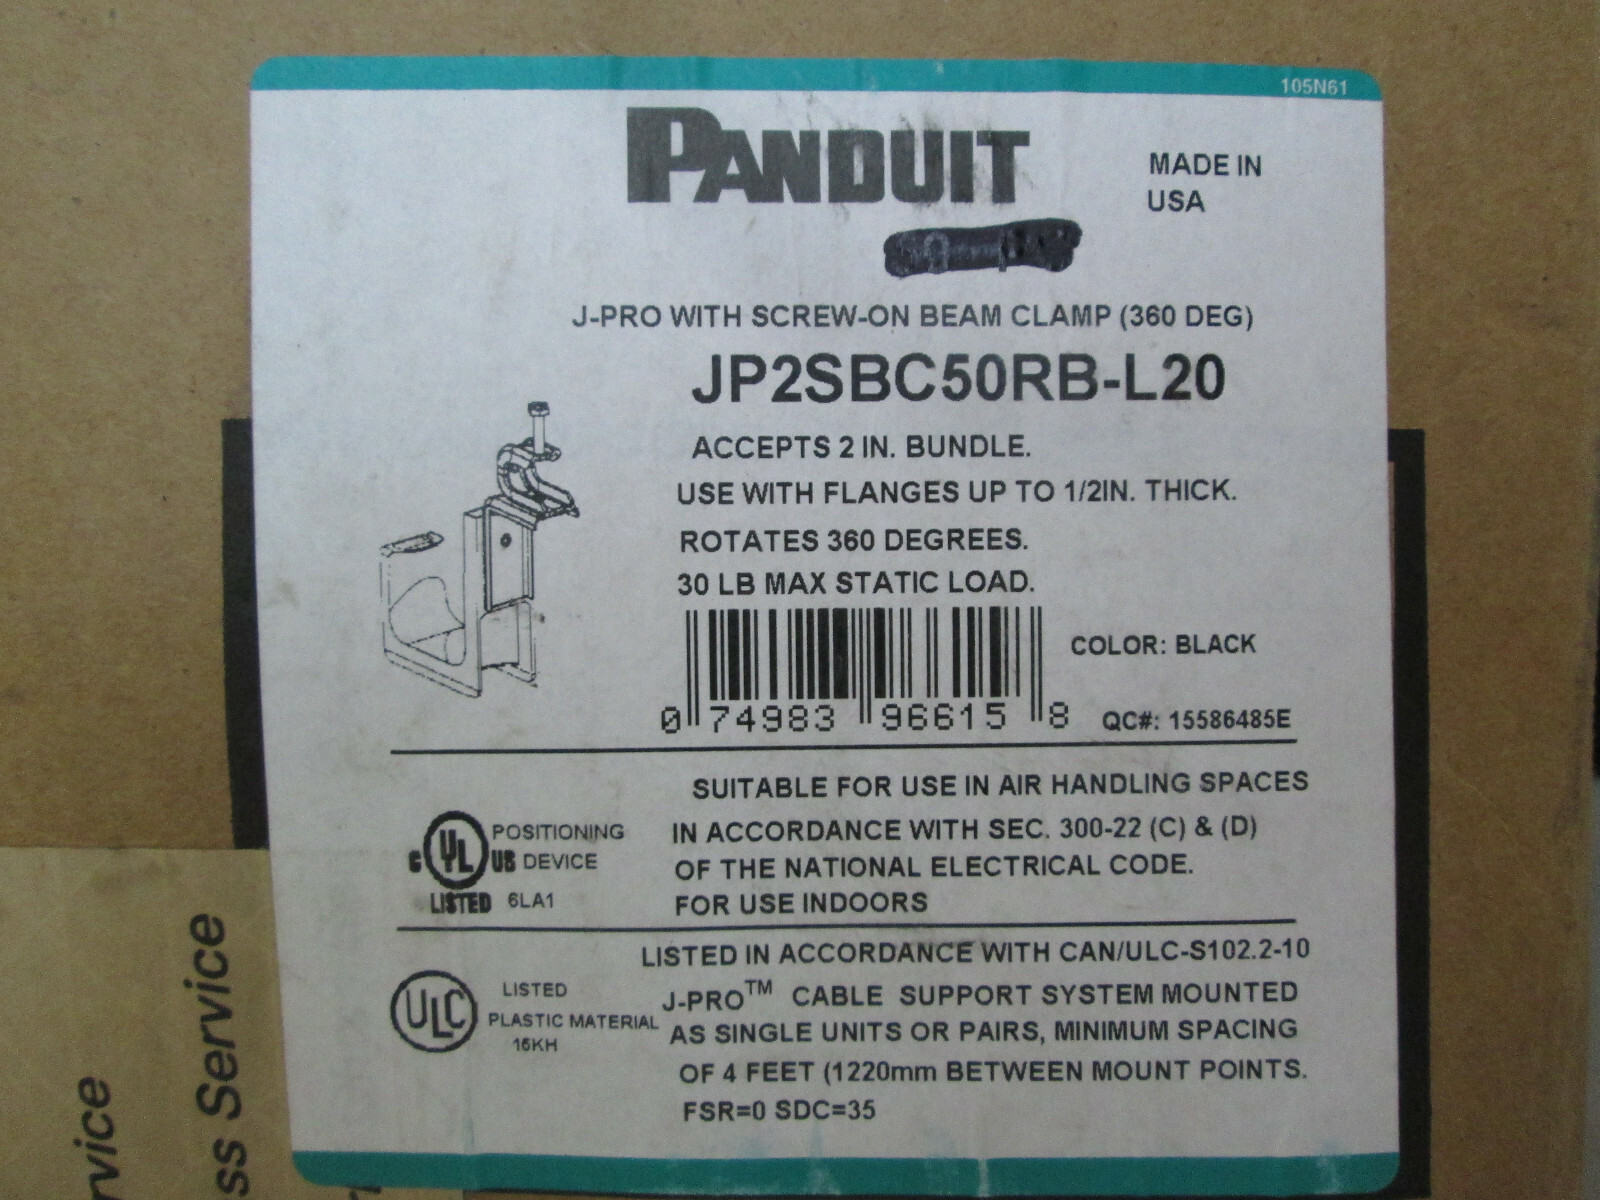 105N61
PANDUIT
MADE IN
USA
J-PRO WITH SCREW-ON BEAM CLAMP (360 DEG)
JP2SBC50RB-L20
ACCEPTS 2 IN. BUNDLE.
USE WITH FLANGES UP TO 1/2IN. THICK.
ROTATES 360 DEGREES.
30 LB MAX STATIC LOAD.
COLOR: BLACK
0 74983 96615 8
QC#: 15586485E
SUITABLE FOR USE IN AIR HANDLING SPACES
IN ACCORDANCE WITH SEC. 300-22 (C) & (D)
OF THE NATIONAL ELECTRICAL CODE.
FOR USE INDOORS
C UL US POSITIONING
DEVICE
LISTED 6LA1
LISTED IN ACCORDANCE WITH CAN/ULC-S102.2-10
J-PRO™ CABLE SUPPORT SYSTEM MOUNTED
AS SINGLE UNITS OR PAIRS, MINIMUM SPACING
OF 4 FEET (1220mm BETWEEN MOUNT POINTS.
FSR=0 SDC=35
ULC
LISTED
PLASTIC MATERIAL
16KH
rvice
ss Service